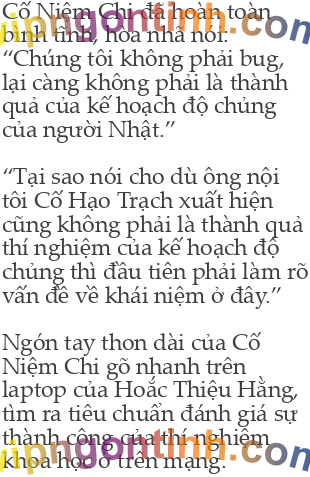 Cố Niệm Chi đã hoàn toàn
bình tĩnh, hòa nhã nói:
“Chúng tôi không phải bug,
lại càng không phải là thành
quả của kế hoạch độ chủng
của người Nhật.”
“Tại sao nói cho dù ông nội
tôi Cố Hạo Trạch xuất hiện
cũng không phải là thành quả
thí nghiệm của kế hoạch độ
chủng thì đầu tiên phải làm rõ
vấn đề về khái niệm ở đây.”
Ngón tay thon dài của Cố
Niệm Chi gõ nhanh trên
laptop của Hoắc Thiệu Hằng,
tìm ra tiêu chuẩn đánh giá sự
thành công của thí nghiệm
khoa học ở trên mạng.
vipngontinh.com
vipngontinh.com